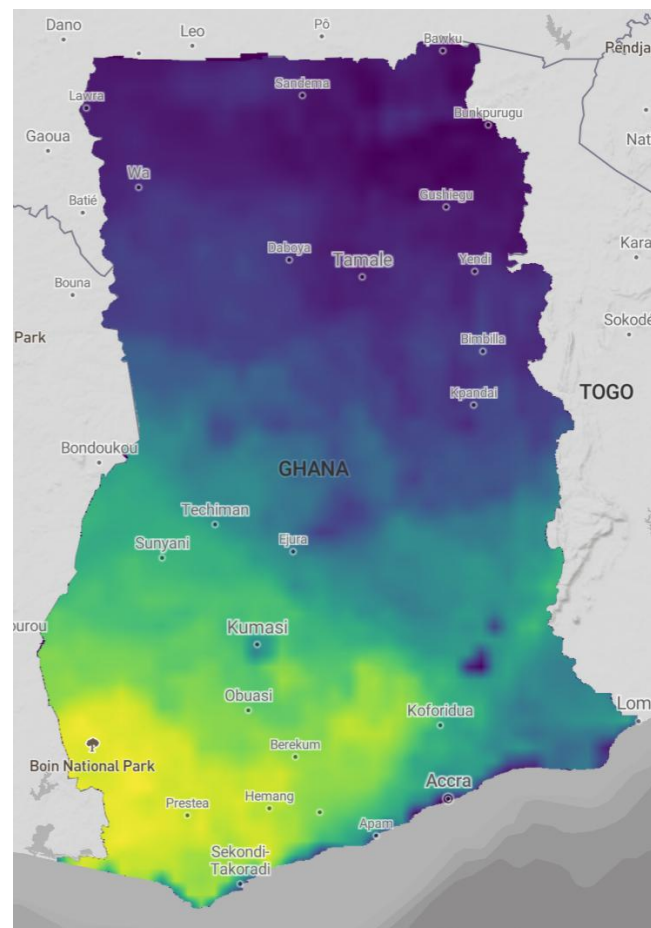 Dano
Leo
Pô
Bawku
Pendja
Lawra
Sandema
Bunkpurugu
Gaoua
Nat
Wa
Batié
Gushiegu
Daboya
Tamale
Yendi
Kara
Bouna
Sokodé
Park
Bimbilla
Kpandai
TOGO
Bondoukou
GHANA
Techiman
Sunyani
Ejura
ourou
Kumasi
Obuasi
Koforidua
Lom
Berekum
Boin National Park
Accra
Prestea
Hemang
Apam
Sekondi-
Takoradi